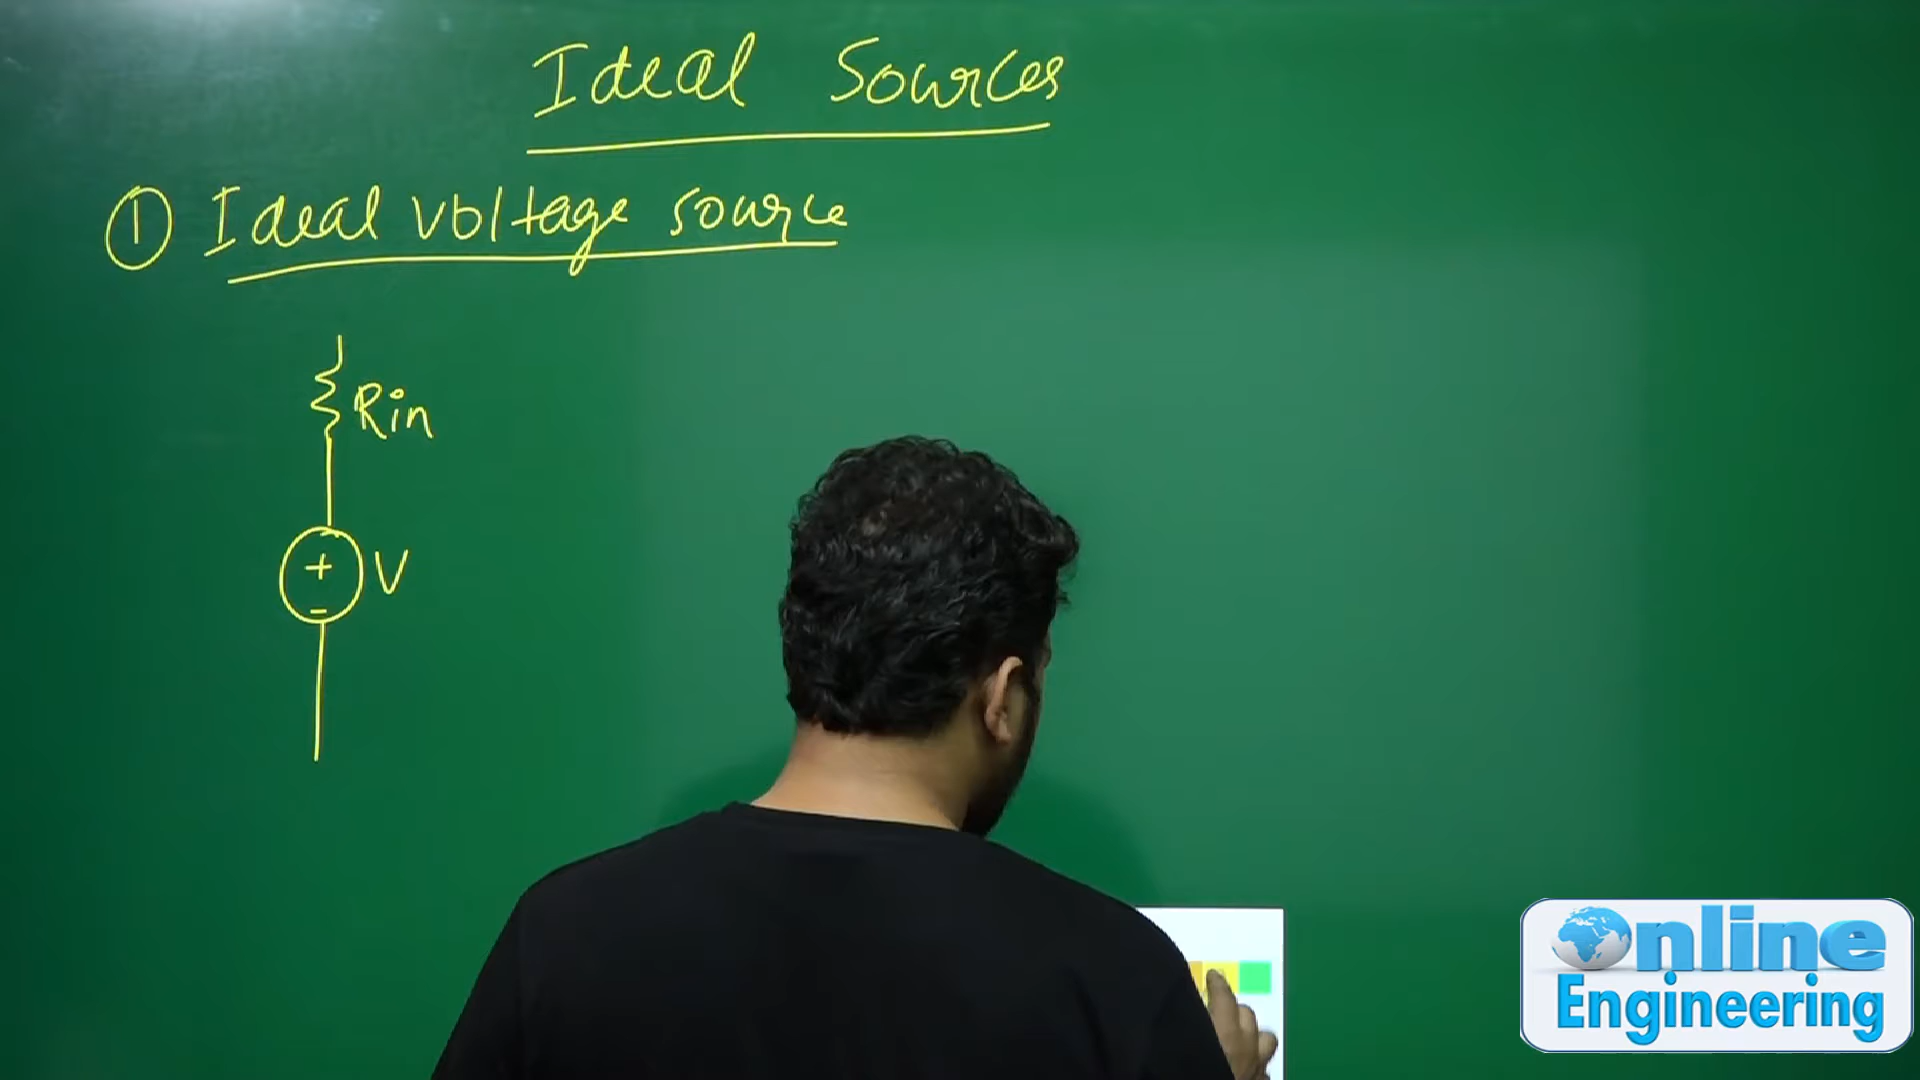 Ideal Sources
① Ideal voltage source
Rin
+
V
-
Online
Engineering